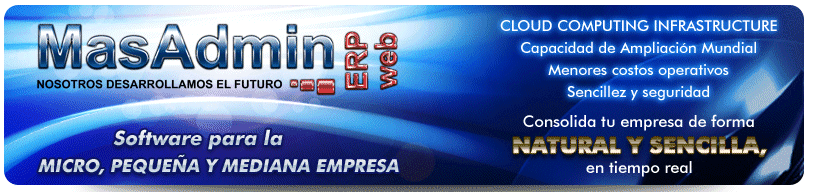 MasAdmin
ERP
web
NOSOTROS DESARROLLAMOS EL FUTURO
Software para la
MICRO, PEQUEÑA Y MEDIANA EMPRESA
CLOUD COMPUTING INFRASTRUCTURE
Capacidad de Ampliación Mundial
Menores costos operativos
Sencillez y seguridad
Consolida tu empresa de forma
NATURAL Y SENCILLA,
en tiempo real